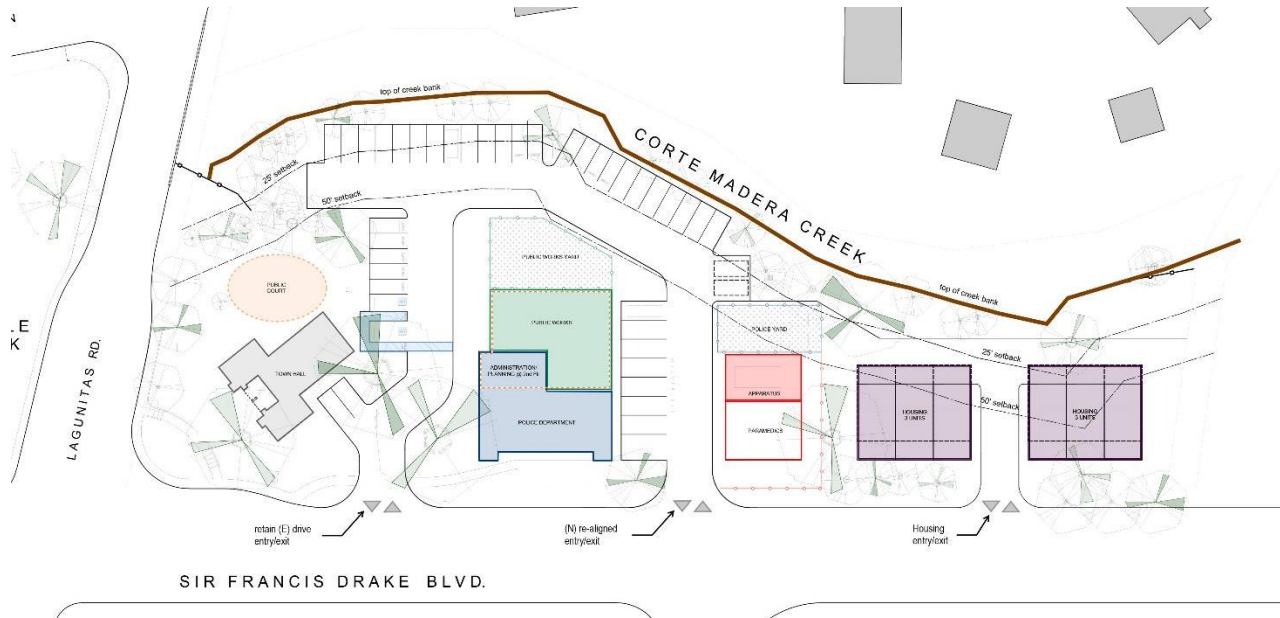 N
top of creek bank
CORTE MADERA CREEK
25' setback
50' setback
PUBLIC WORKS YARD
PUBLIC
COURT
PUBLIC WORKS
top of creek bank
LE
K
POLICE YARD
TOWN HALL
ADMINISTRATION/
PLANNING @ 2nd Flr
25' setback
APPARATUS
50' setback
LAGUNITAS RD.
HOUSING
3 UNITS
HOUSING
3 UNITS
POLICE DEPARTMENT
PARAMEDICS
retain (E) drive
entry/exit
(N) re-aligned
entry/exit
Housing
entry/exit
SIR FRANCIS DRAKE BLVD.